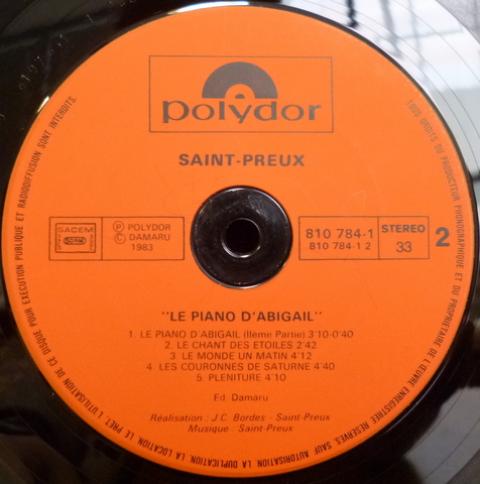 polydor
SAINT-PREUX
SACEM
℗ POLYDOR
© DAMARU
1983
810 784-1
810 784-1 2
STEREO
33
2
"LE PIANO D'ABIGAIL"
1. LE PIANO D'ABIGAIL (IIème Partie) 3'10-0'40
2. LE CHANT DES ETOILES 2'42
3. LE MONDE UN MATIN 4'12
4. LES COURONNES DE SATURNE 4'40
5. PLENITURE 4'10
Ed. Damaru
Réalisation : J.C. Bordes - Saint-Preux
Musique : Saint-Preux
TOUS DROITS DU PRODUCTEUR PHONOGRAPHIQUE ET DU PROPRIETAIRE DE L'ŒUVRE ENREGISTREE RESERVES. SAUF AUTORISATION LA DUPLICATION, LA LOCATION, LE PRET, L'UTILISATION DE CE DISQUE POUR EXECUTION PUBLIQUE ET RADIODIFFUSION SONT INTERDITS.